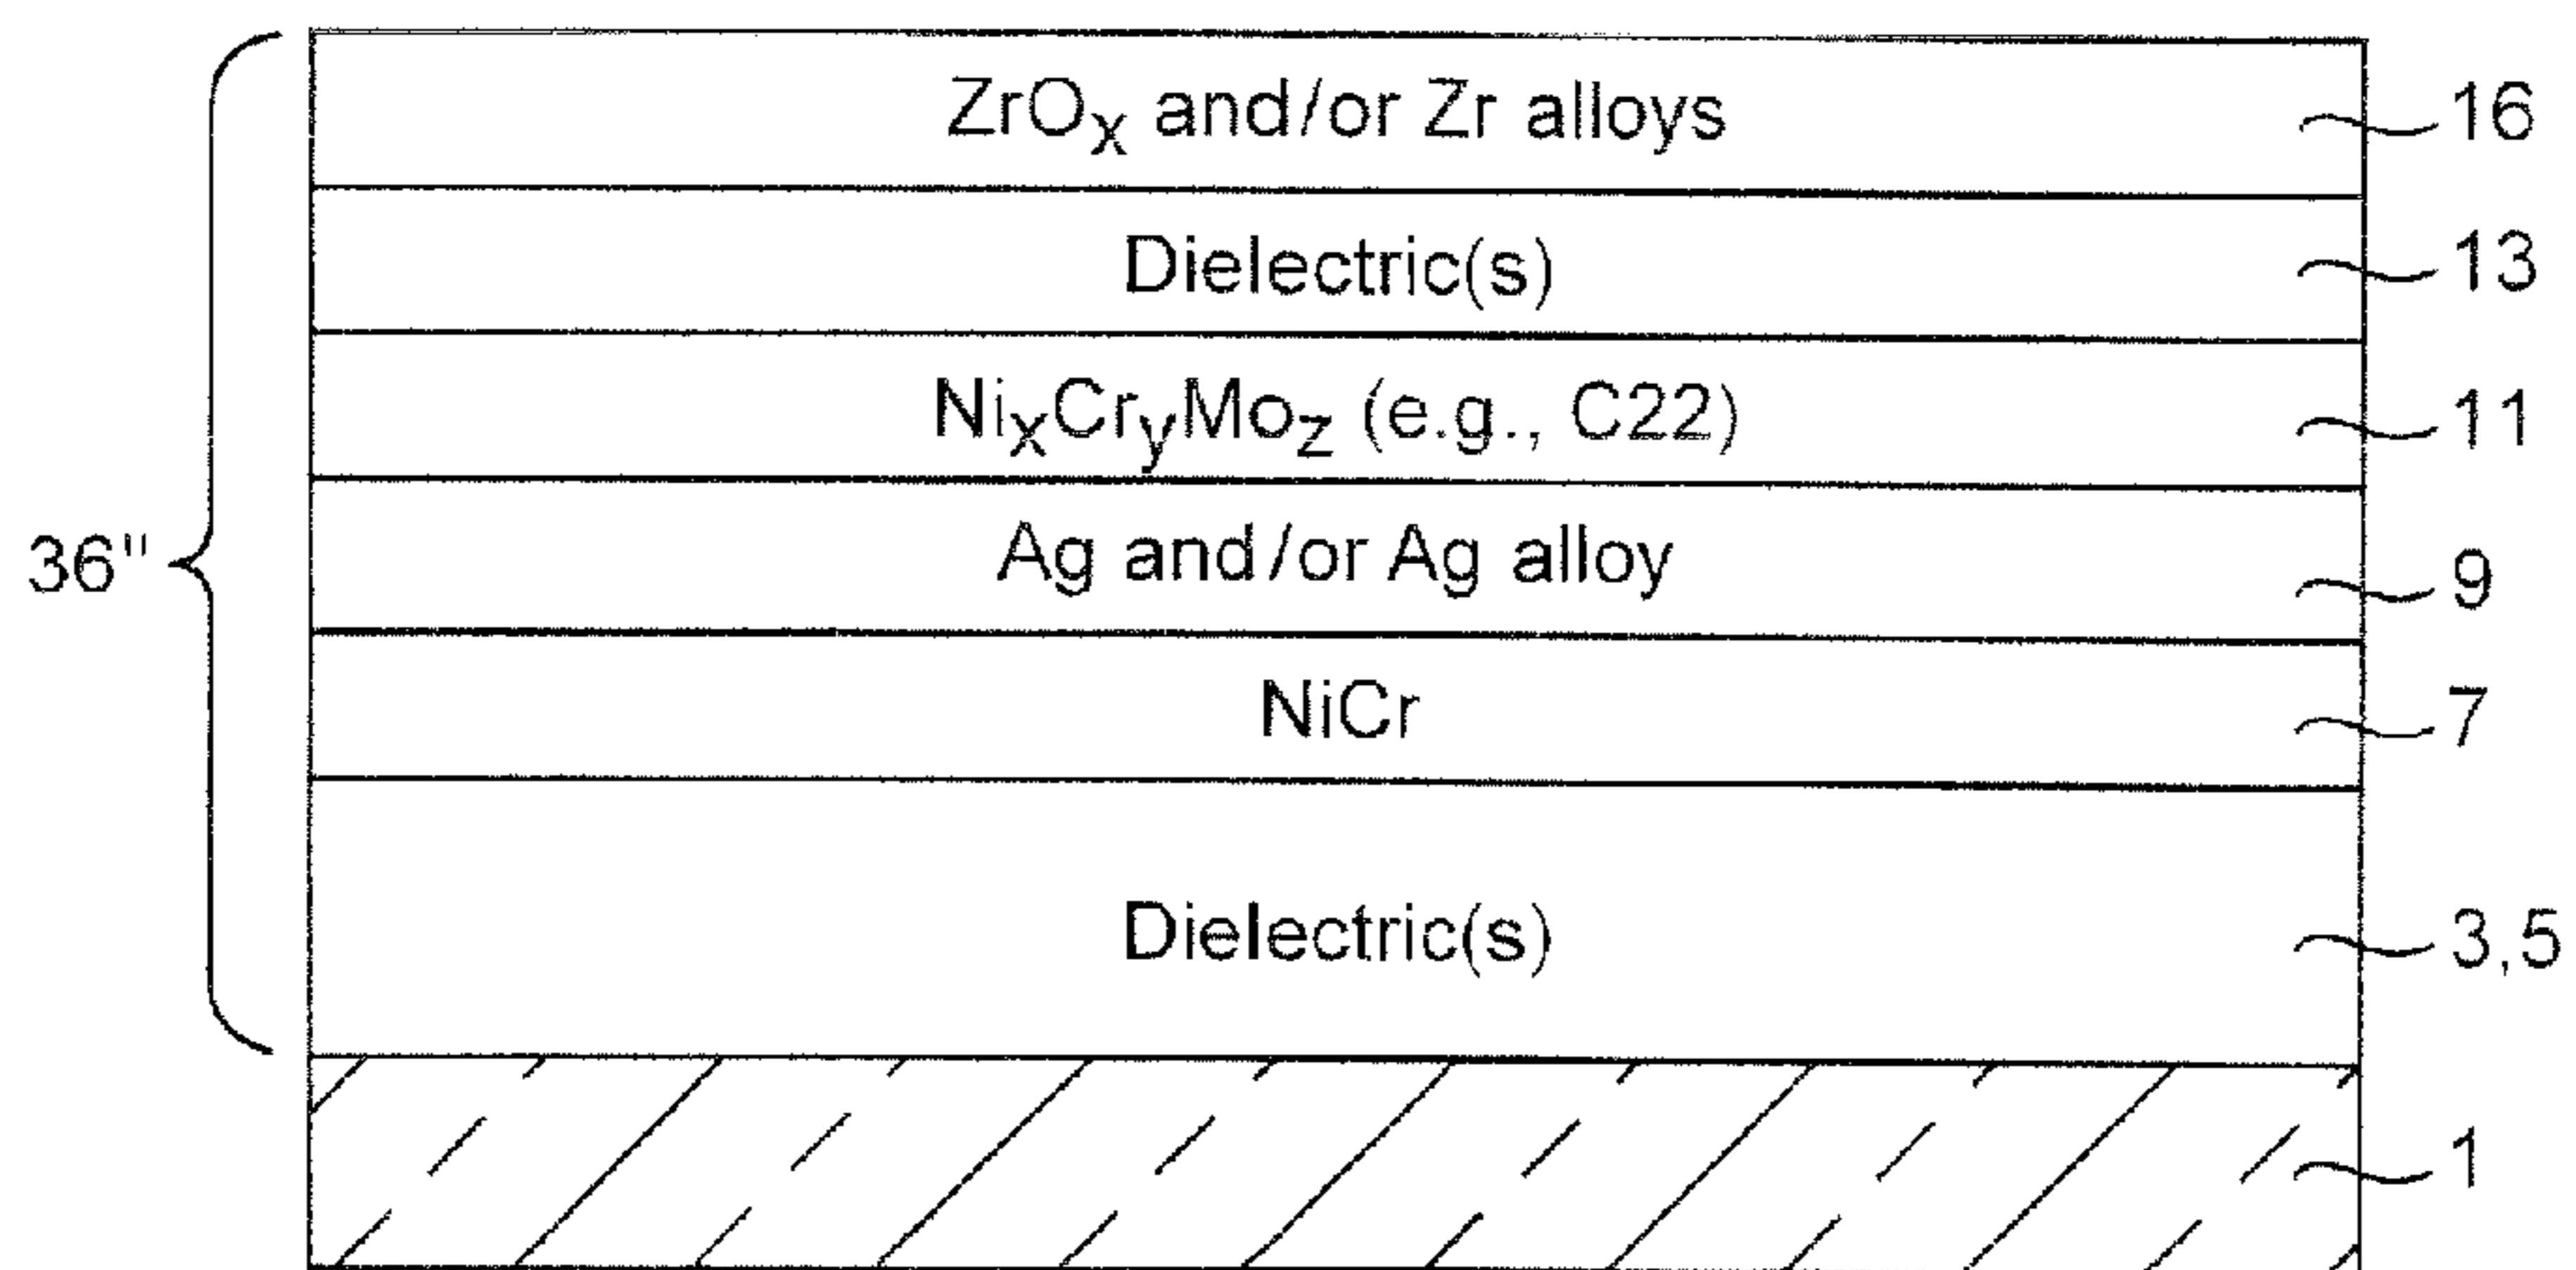 ZrOx and/or Zr alloys 16
Dielectric(s) 13
NixCryMoz (e.g., C22) 11
Ag and/or Ag alloy 9
36"
NiCr 7
Dielectric(s) 3,5
1